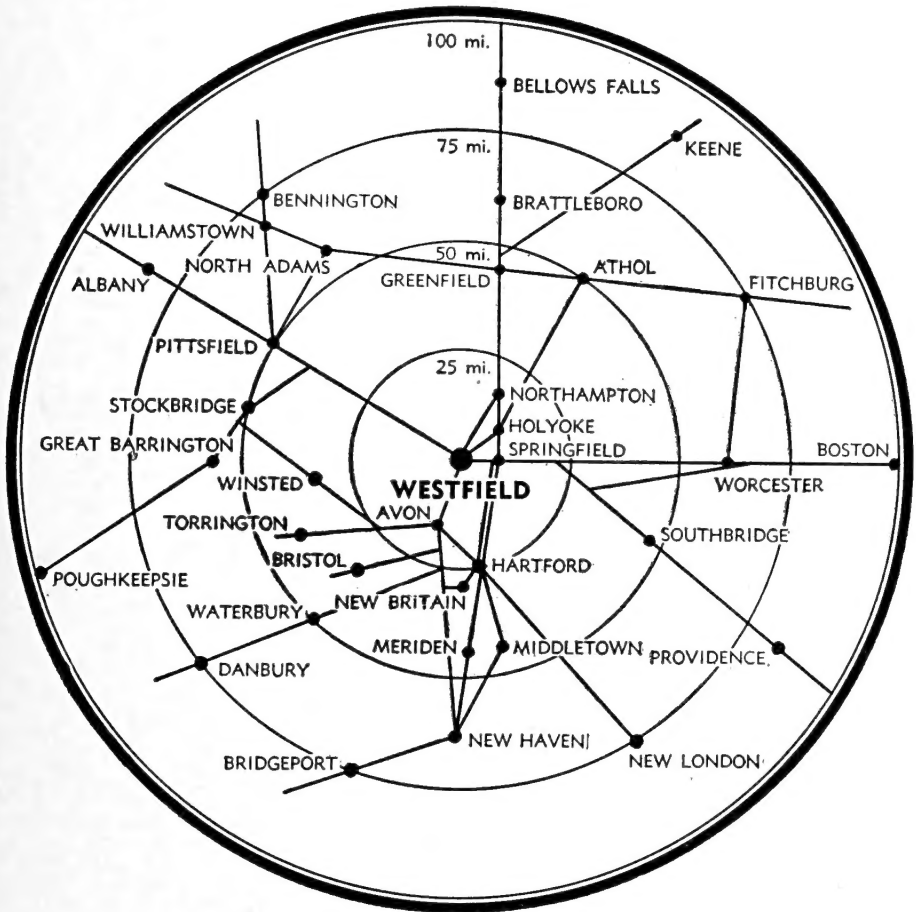 100 mi.
BELLOWS FALLS
KEENE
75 mi.
BENNINGTON
BRATTLEBORO
WILLIAMSTOWN
50 mi.
NORTH ADAMS
ATHOL
ALBANY
GREENFIELD
FITCHBURG
PITTSFIELD
25 mi.
NORTHAMPTON
STOCKBRIDGE
HOLYOKE
GREAT BARRINGTON
SPRINGFIELD
BOSTON
WINSTED
WESTFIELD
WORCESTER
AVON
TORRINGTON
SOUTHBRIDGE
BRISTOL
HARTFORD
POUGHKEEPSIE
NEW BRITAIN
WATERBURY
MERIDEN
MIDDLETOWN
PROVIDENCE
DANBURY
NEW HAVEN
BRIDGEPORT
NEW LONDON